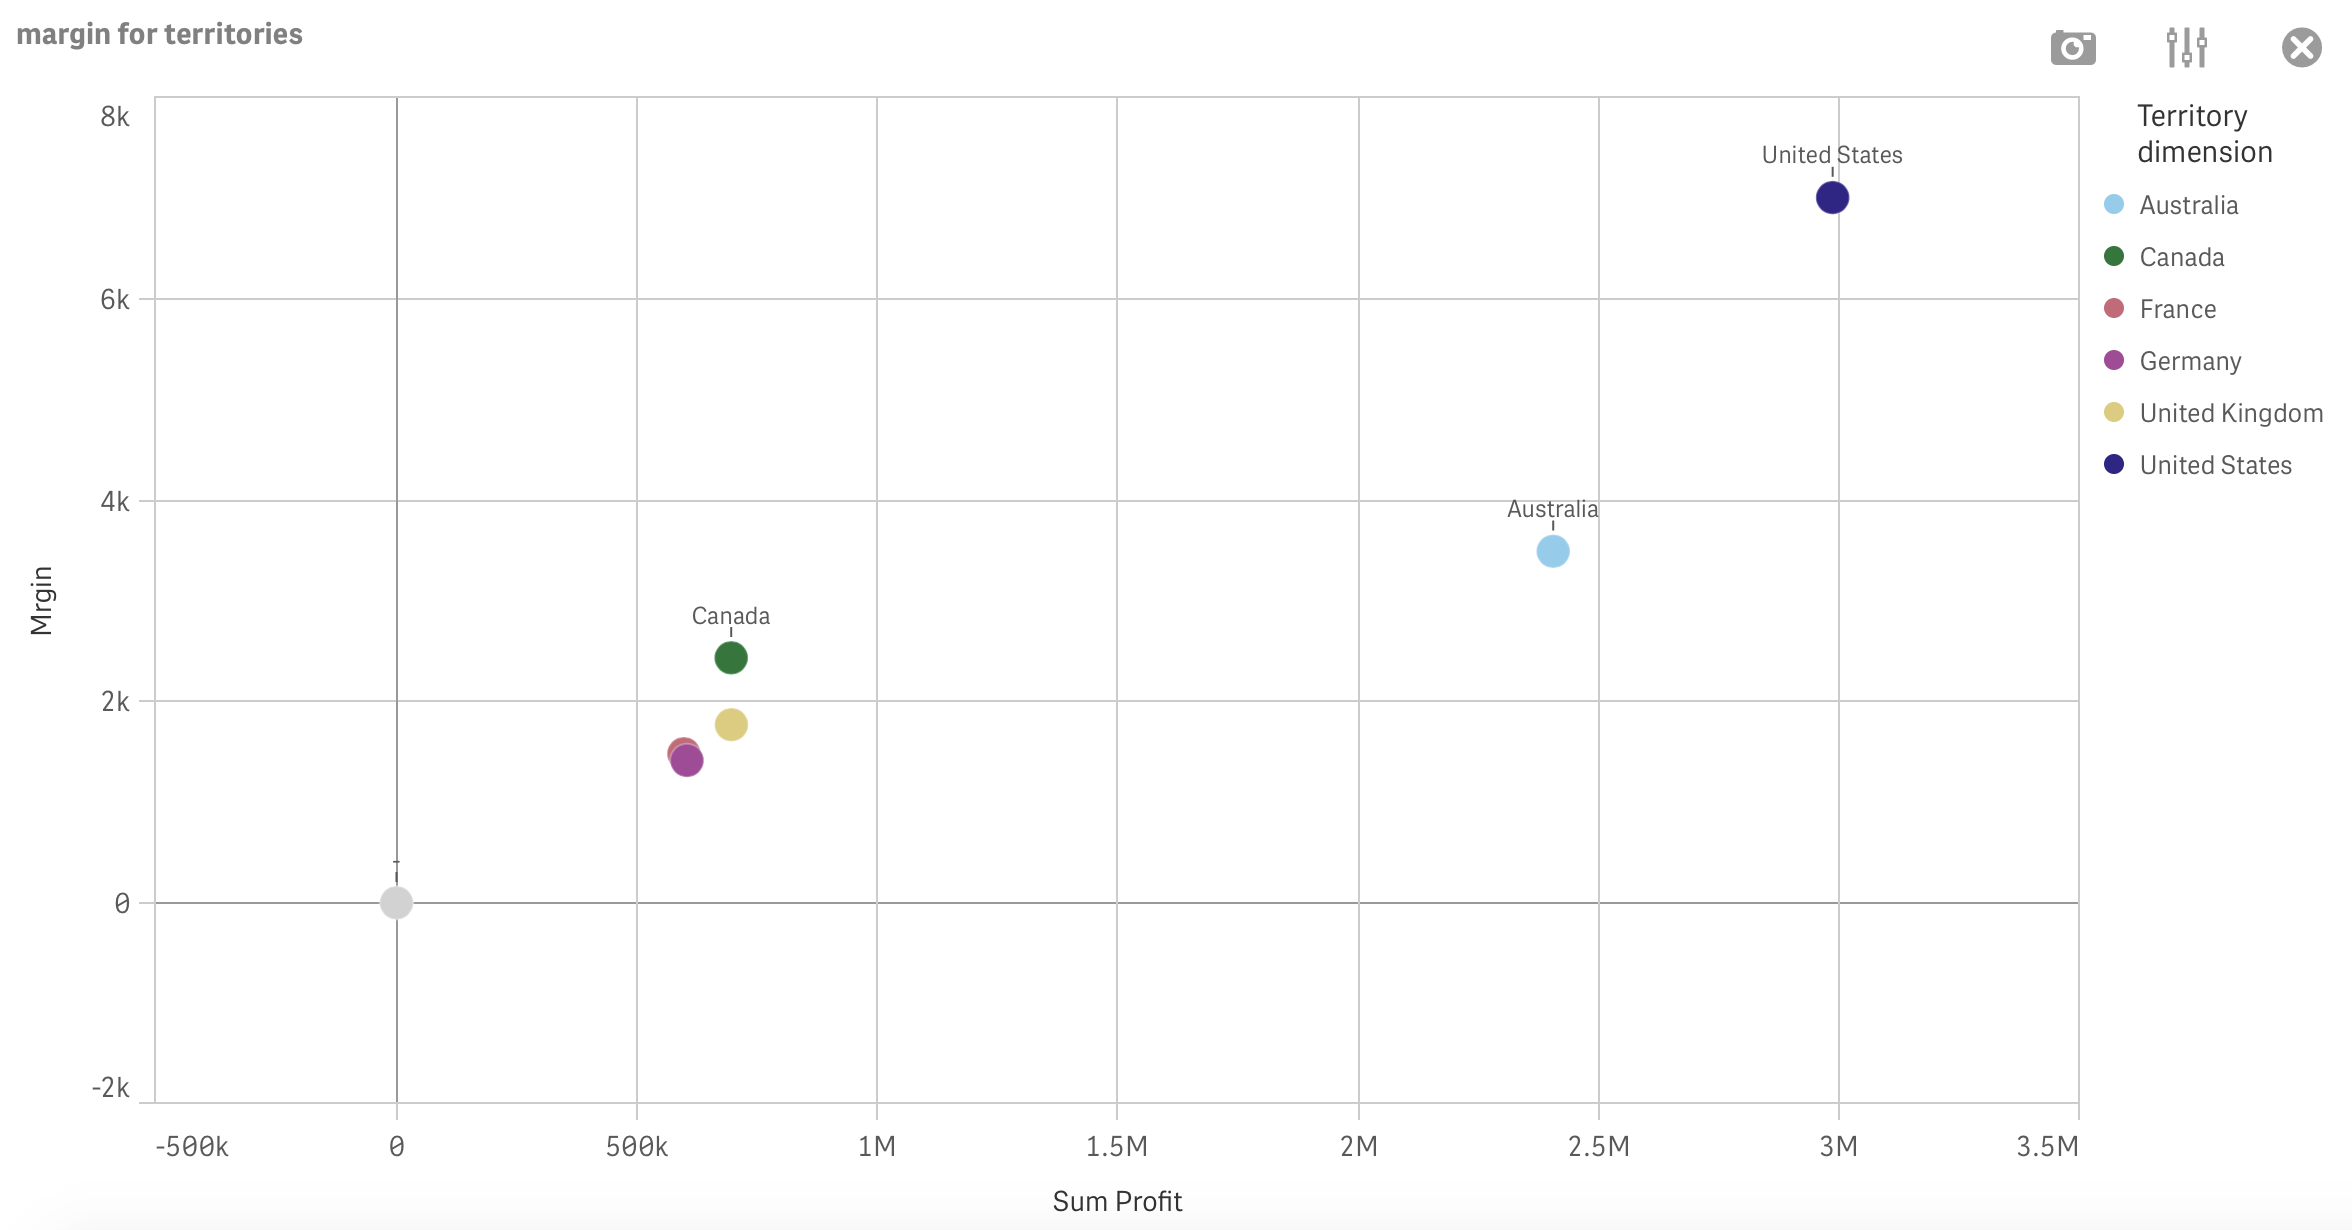 margin for territories
8k
6k
4k
2k
0
-2k
Mrgin
United States
Australia
Canada
-
-500k
0
500k
1M
1.5M
2M
2.5M
3M
3.5M
Sum Profit
Territory
dimension
Australia
Canada
France
Germany
United Kingdom
United States